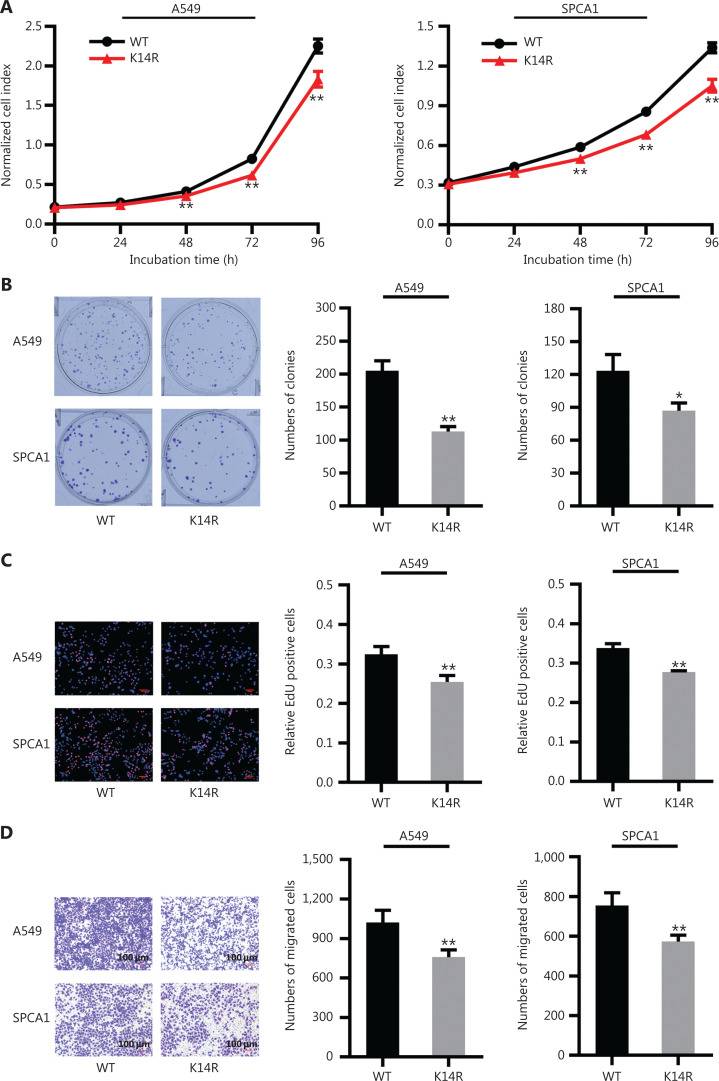 A
A549
2.5
2.0
1.5
1.0
0.5
0.0
Normalized cell index
WT
K14R
**
**
**
0 24 48 72 96
Incubation time (h)
SPCA1
1.5
1.2
0.9
0.6
0.3
0.0
Normalized cell index
WT
K14R
**
**
**
0 24 48 72 96
Incubation time (h)
B
A549
SPCA1
WT K14R
A549
300
250
200
150
100
50
0
Numbers of clonies
**
WT K14R
SPCA1
180
150
120
90
60
30
0
Numbers of clonies
*
WT K14R
C
A549
SPCA1
WT K14R
A549
0.5
0.4
0.3
0.2
0.1
0.0
Relative EdU positive cells
**
WT K14R
SPCA1
0.5
0.4
0.3
0.2
0.1
0.0
Relative EdU positive cells
**
WT K14R
D
A549
100 μm
SPCA1
100 μm
WT K14R
A549
1,500
1,200
900
600
300
0
Numbers of migrated cells
**
WT K14R
SPCA1
1,000
800
600
400
200
0
Numbers of migrated cells
**
WT K14R